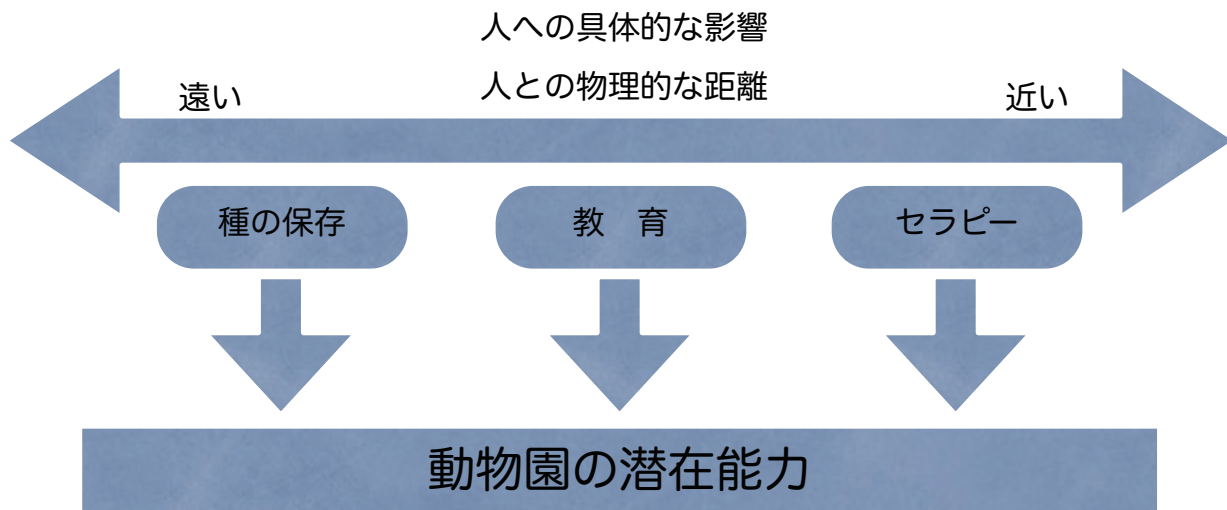 人への具体的な影響
人との物理的な距離
遠い
近い
種の保存
教　育
セラピー
動物園の潜在能力